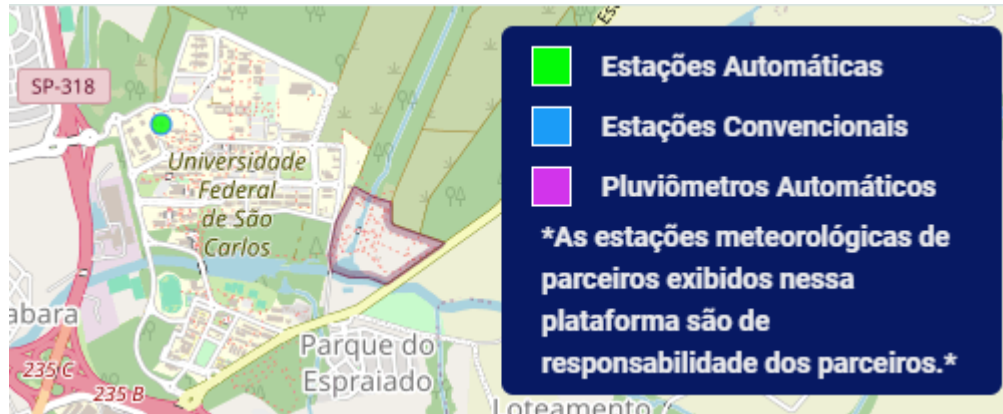 SP-318
Universidade
Federal
de São
Carlos
abara
Parque do
Espraiado
235 C
235 B
Loteamento
Estações Automáticas
Estações Convencionais
Pluviômetros Automáticos
*As estações meteorológicas de
parceiros exibidos nessa
plataforma são de
responsabilidade dos parceiros.*